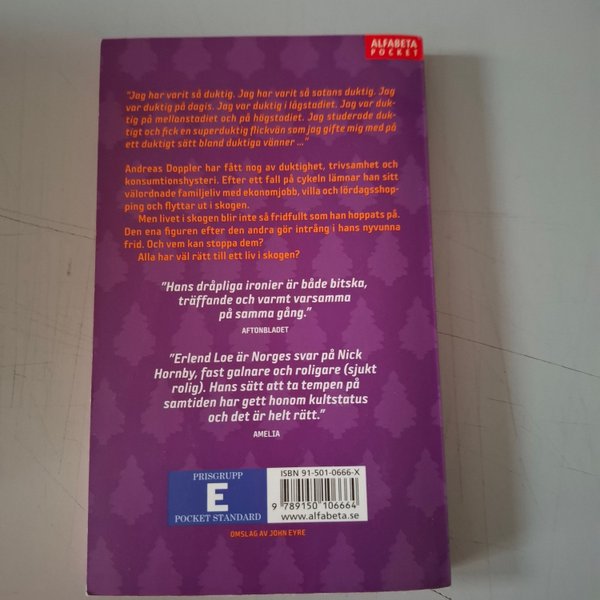 ALFABETA
POCKET
"Jag har varit så duktig. Jag har varit så satans duktig. Jag
var duktig på dagis. Jag var duktig i lågstadiet. Jag var duk-
tig på mellanstadiet och på högstadiet. Jag studerade duk-
tigt och fick en superduktig flickvän som jag gifte mig med på
ett duktigt sätt bland duktiga vänner ..."
Andreas Doppler har fått nog av duktighet, trivsamhet och
konsumtionshysteri. Efter ett fall på cykeln lämnar han sitt
välordnade familjeliv med ekonomjobb, villa och lördagsshop-
ping och flyttar ut i skogen.
Men livet i skogen blir inte så fridfullt som han hoppats på.
Den ena figuren efter den andra gör intrång i hans nyvunna
frid. Och vem kan stoppa dem?
Alla har väl rätt till ett liv i skogen?
"Hans dråpliga ironier är både bitska,
träffande och varmt varsamma
på samma gång."
AFTONBLADET
"Erlend Loe är Norges svar på Nick
Hornby, fast galnare och roligare (sjukt
rolig). Hans sätt att ta tempen på
samtiden har gett honom kultstatus
och det är helt rätt."
AMELIA
PRISGRUPP
E
POCKET STANDARD
ISBN 91-501-0666-X
9 789150 106664
www.alfabeta.se
OMSLAG AV JOHN EYRE